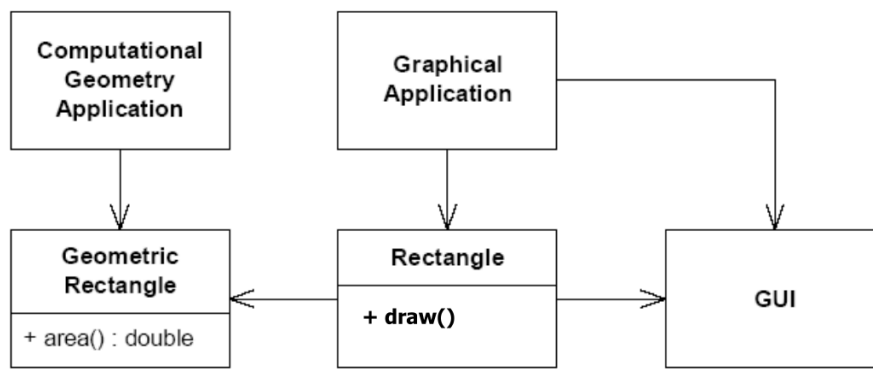 Computational
Geometry
Application
Graphical
Application
Geometric
Rectangle
+ area() : double
Rectangle
+ draw()
GUI